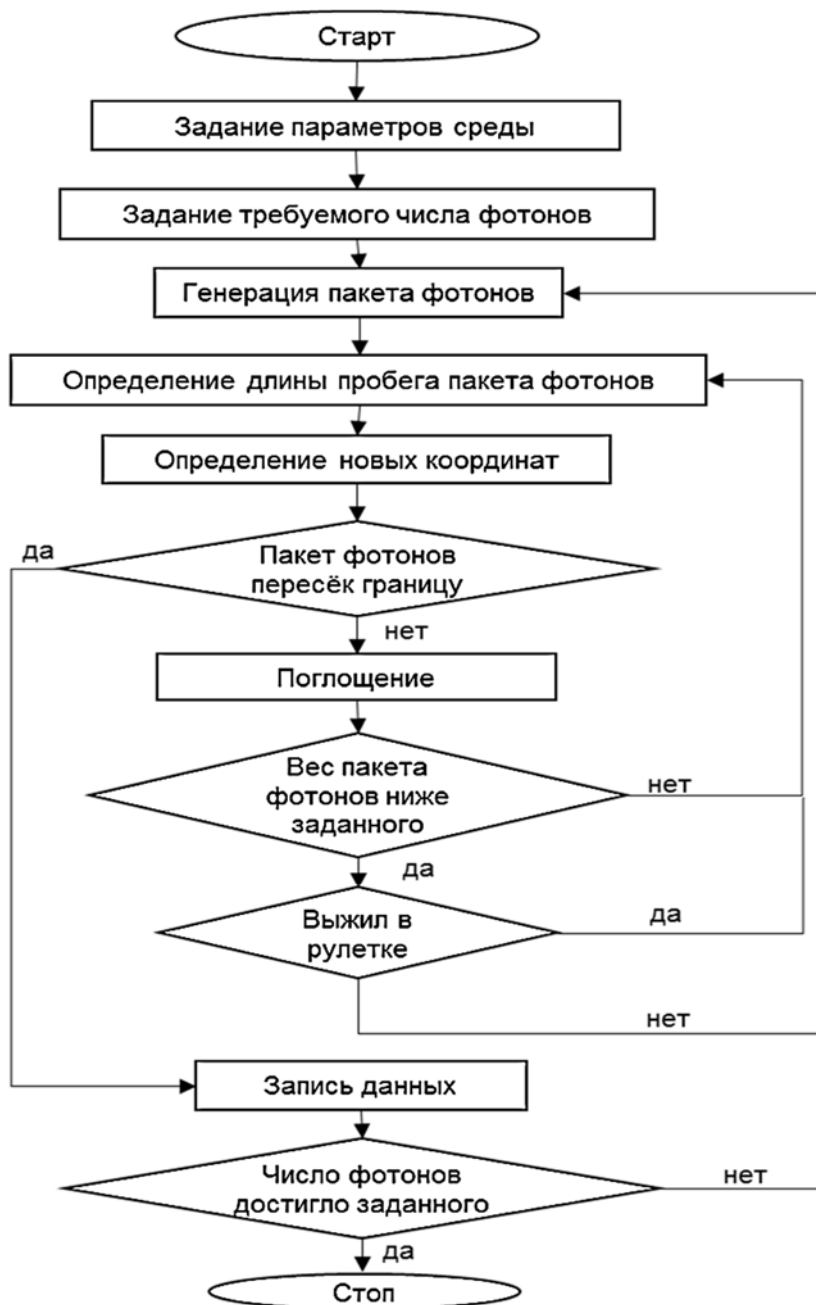 Старт
Задание параметров среды
Задание требуемого числа фотонов
Генерация пакета фотонов
Определение длины пробега пакета фотонов
Определение новых координат
да
Пакет фотонов
пересёк границу
нет
Поглощение
Вес пакета
фотонов ниже
заданного
нет
да
Выжил в
рулетке
да
нет
Запись данных
Число фотонов
достигло заданного
нет
да
Стоп